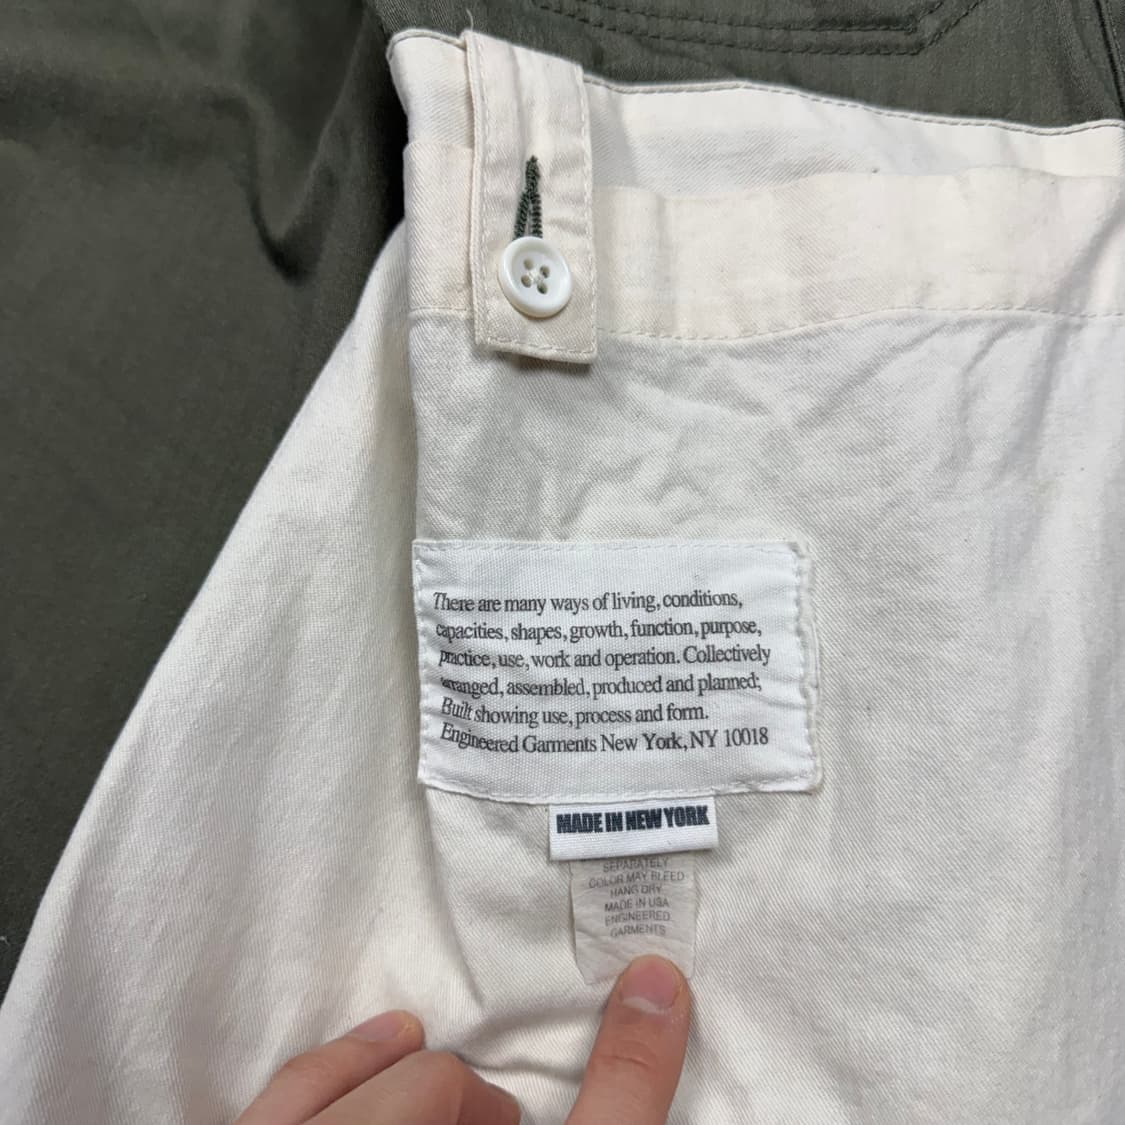 There are many ways of living, conditions,
capacities, shapes, growth, function, purpose,
practice, use, work and operation. Collectively
arranged, assembled, produced and planned;
Built showing use, process and form.
Engineered Garments New York, NY 10018
MADE IN NEW YORK
SEPARATELY
COLOR MAY BLEED
HANG DRY
MADE IN USA
ENGINEERED
GARMENTS